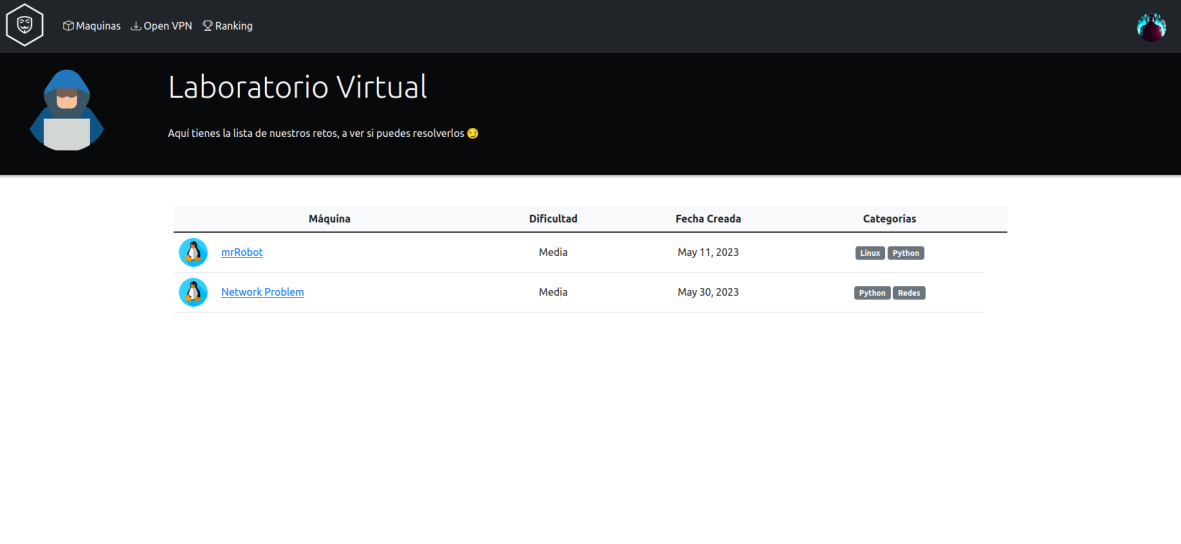 Maquinas Open VPN Ranking
Laboratorio Virtual
Aquí tienes la lista de nuestros retos, a ver si puedes resolverlos 😏
Máquina Dificultad Fecha Creada Categorías
mrRobot Media May 11, 2023 Linux Python
Network Problem Media May 30, 2023 Python Redes